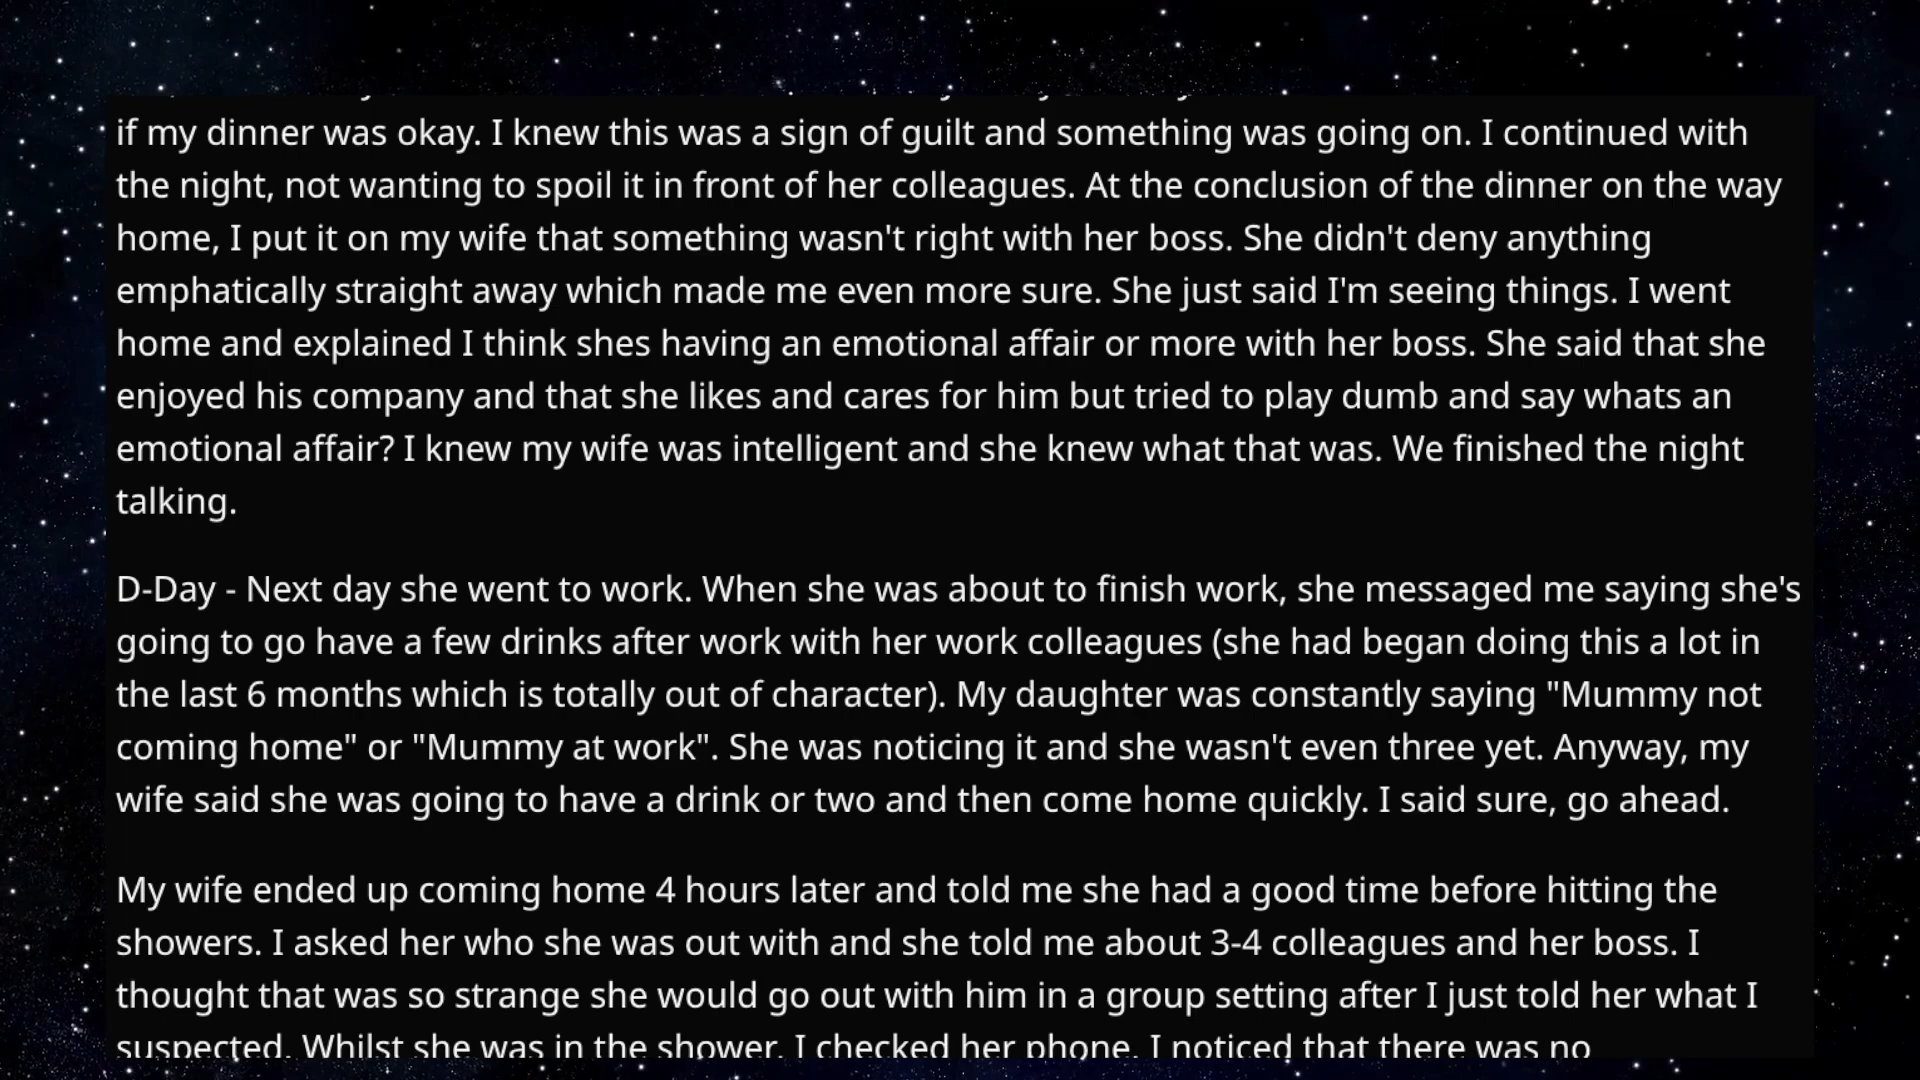 if my dinner was okay. I knew this was a sign of guilt and something was going on. I continued with
the night, not wanting to spoil it in front of her colleagues. At the conclusion of the dinner on the way
home, I put it on my wife that something wasn't right with her boss. She didn't deny anything
emphatically straight away which made me even more sure. She just said I'm seeing things. I went
home and explained I think shes having an emotional affair or more with her boss. She said that she
enjoyed his company and that she likes and cares for him but tried to play dumb and say whats an
emotional affair? I knew my wife was intelligent and she knew what that was. We finished the night
talking.
D-Day - Next day she went to work. When she was about to finish work, she messaged me saying she's
going to go have a few drinks after work with her work colleagues (she had began doing this a lot in
the last 6 months which is totally out of character). My daughter was constantly saying "Mummy not
coming home" or "Mummy at work". She was noticing it and she wasn't even three yet. Anyway, my
wife said she was going to have a drink or two and then come home quickly. I said sure, go ahead.
My wife ended up coming home 4 hours later and told me she had a good time before hitting the
showers. I asked her who she was out with and she told me about 3-4 colleagues and her boss. I
thought that was so strange she would go out with him in a group setting after I just told her what I
suspected. Whilst she was in the shower, I checked her phone. I noticed that there was no